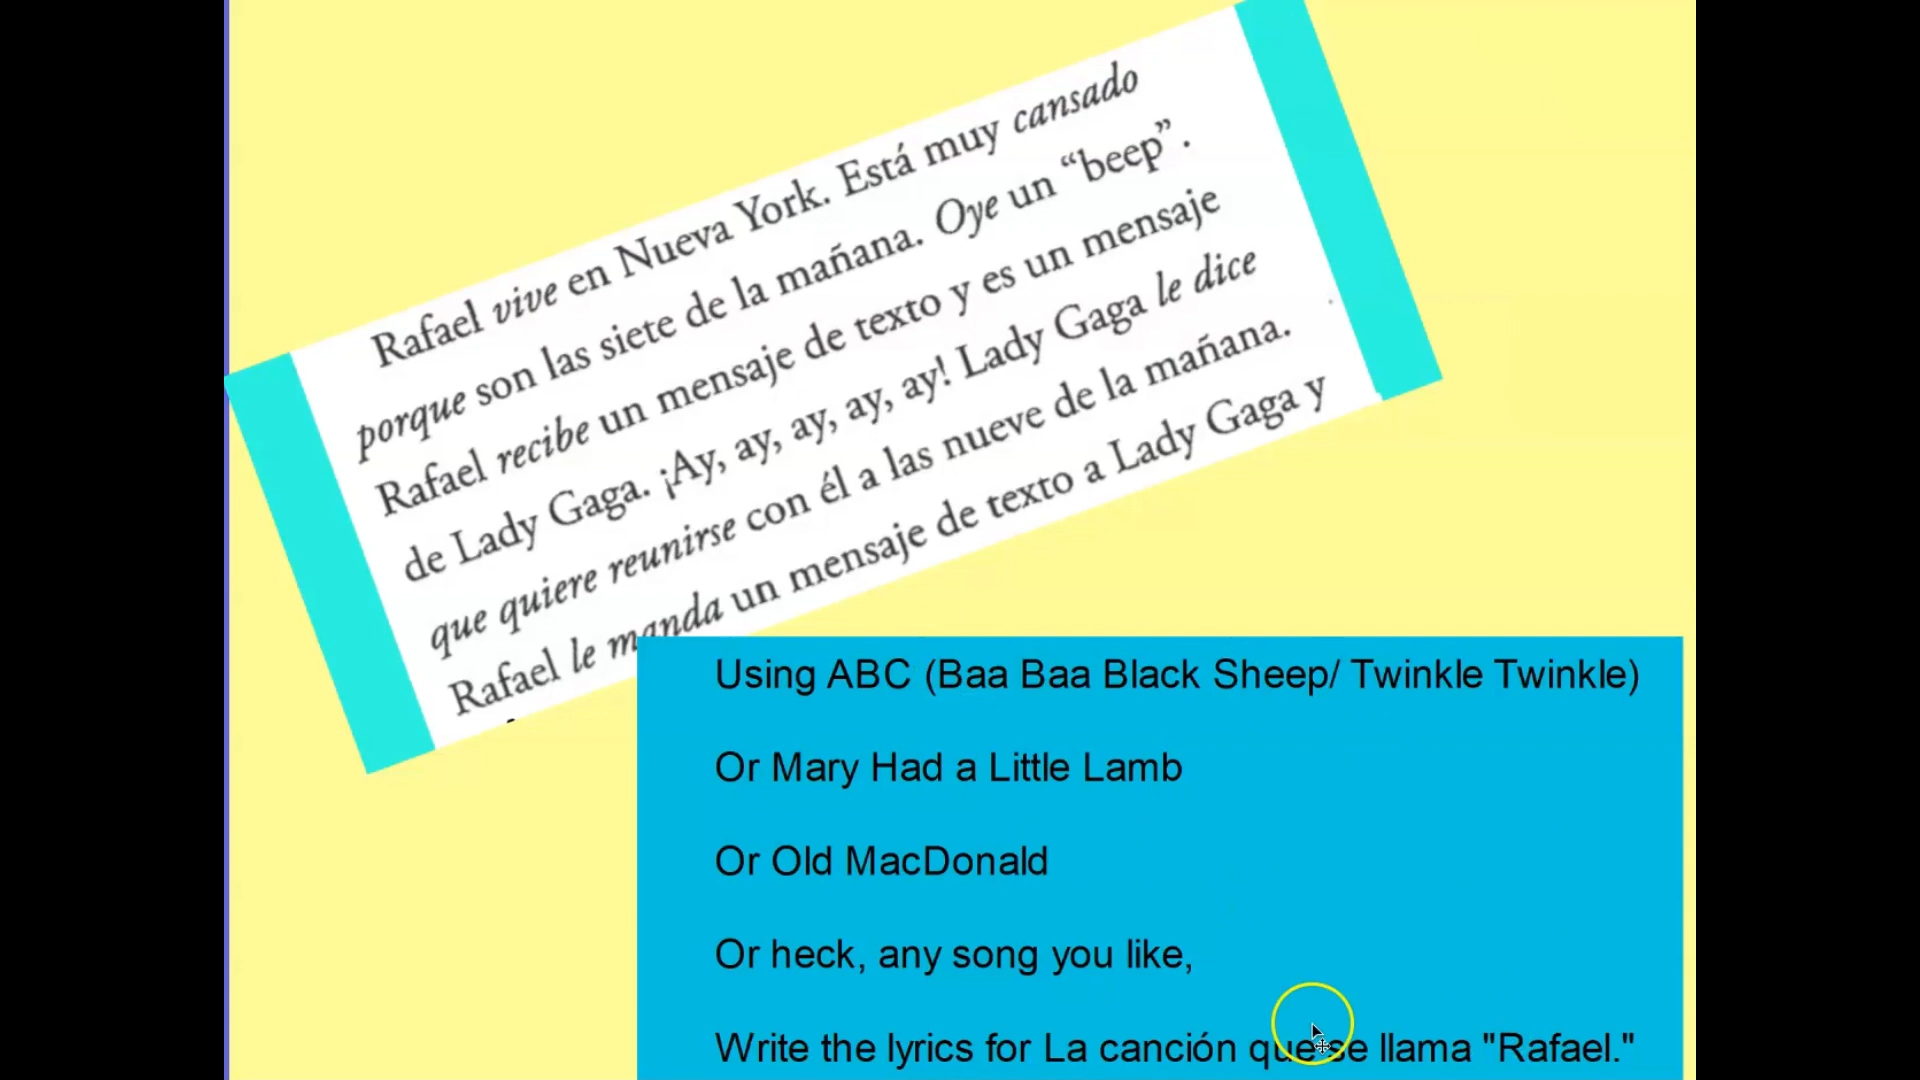 Rafael vive en Nueva York. Está muy cansado
porque son las siete de la mañana. Oye un “beep”.
Rafael recibe un mensaje de texto y es un mensaje
de Lady Gaga. ¡Ay, ay, ay, ay, ay! Lady Gaga le dice
que quiere reunirse con él a las nueve de la mañana.
Rafael le manda un mensaje de texto a Lady Gaga y
Using ABC (Baa Baa Black Sheep/ Twinkle Twinkle)
Or Mary Had a Little Lamb
Or Old MacDonald
Or heck, any song you like,
Write the lyrics for La canción que se llama "Rafael."